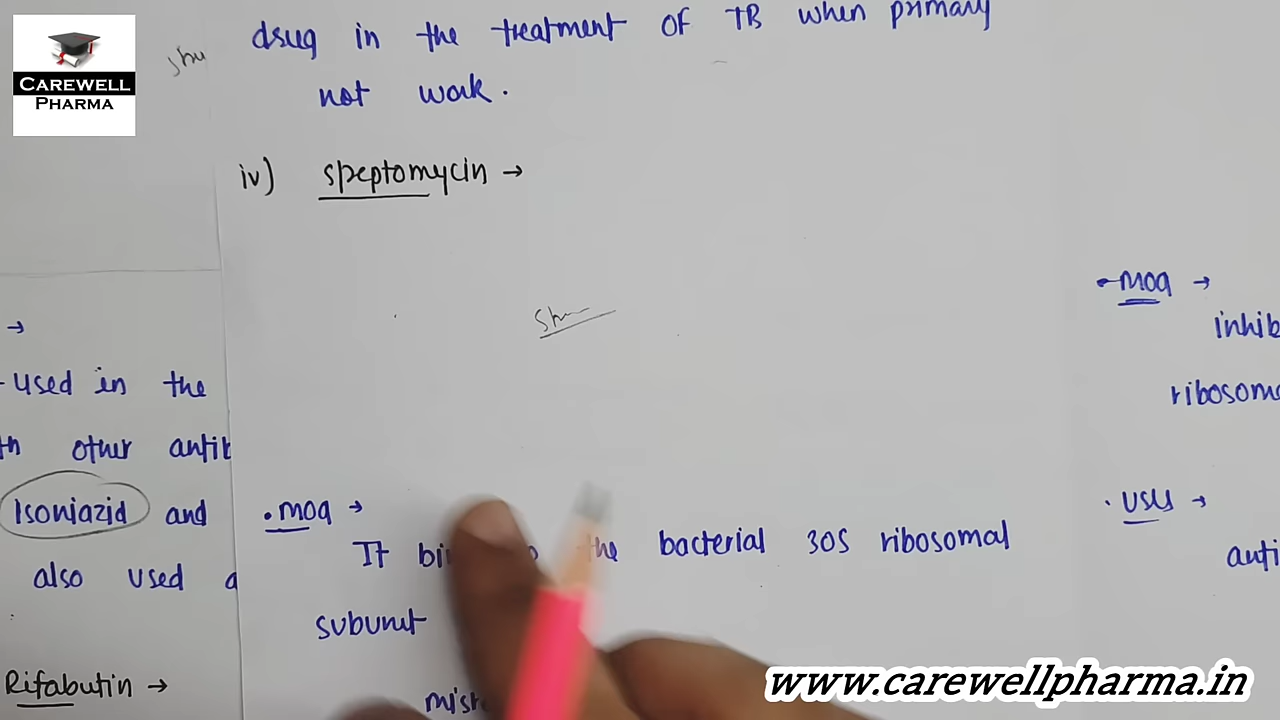 CAREWELL
PHARMA
drug in the treatment of TB when primary
not work.
iv) streptomycin →
→
- used in the
other antib
Isoniazid and
also used a
Rifabutin →
. moa →
It the bacterial 30S ribosomal
subunit
moa →
inhib
ribosoma
. uses →
anti
www.carewellpharma.in